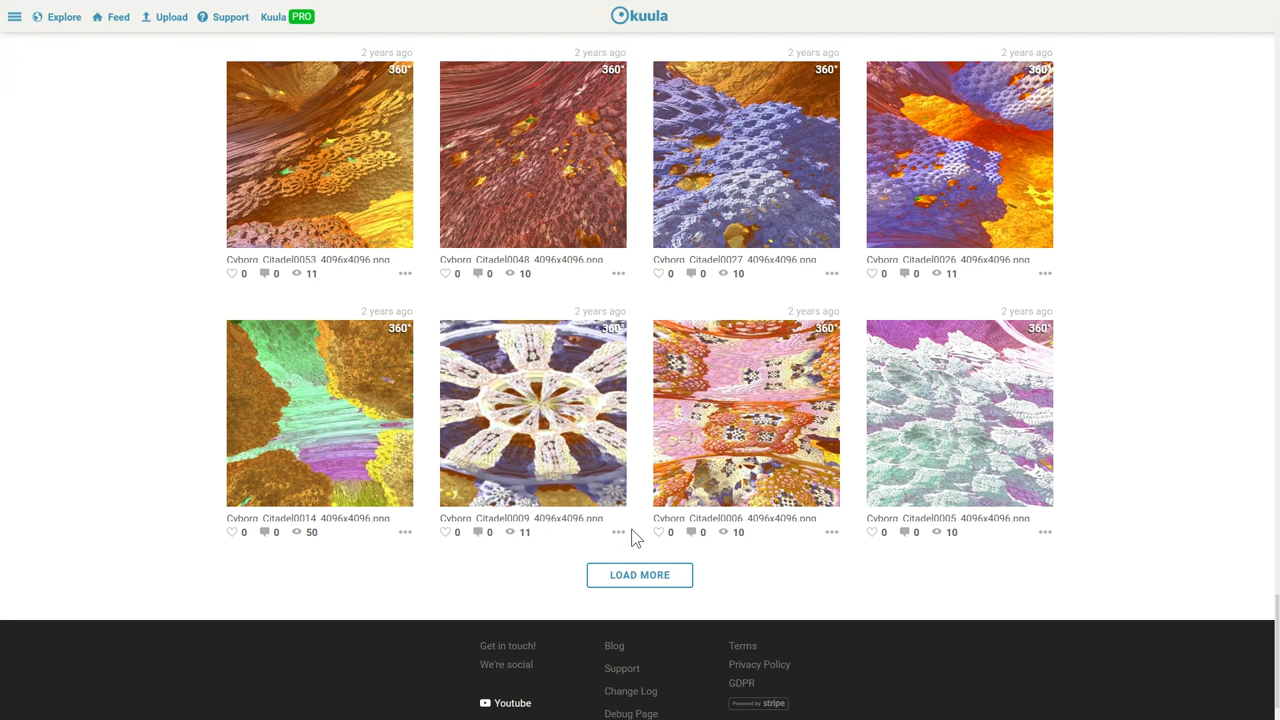 Explore Feed Upload Support Kuula PRO kuula
2 years ago 2 years ago 2 years ago 2 years ago
360° 360° 360° 360°
Cyborg_Citadel0053_4096x4096.png Cyborg_Citadel0048_4096x4096.png Cyborg_Citadel0027_4096x4096.png Cyborg_Citadel0026_4096x4096.png
0 0 11 0 0 10 0 0 10 0 0 11
2 years ago 2 years ago 2 years ago 2 years ago
360° 360° 360° 360°
Cyborg_Citadel0014_4096x4096.png Cyborg_Citadel0009_4096x4096.png Cyborg_Citadel0006_4096x4096.png Cyborg_Citadel0005_4096x4096.png
0 0 50 0 0 11 0 0 10 0 0 10
LOAD MORE
Get in touch! Blog Terms
We're social Support Privacy Policy
Change Log GDPR
Youtube Debug Page Powered by stripe